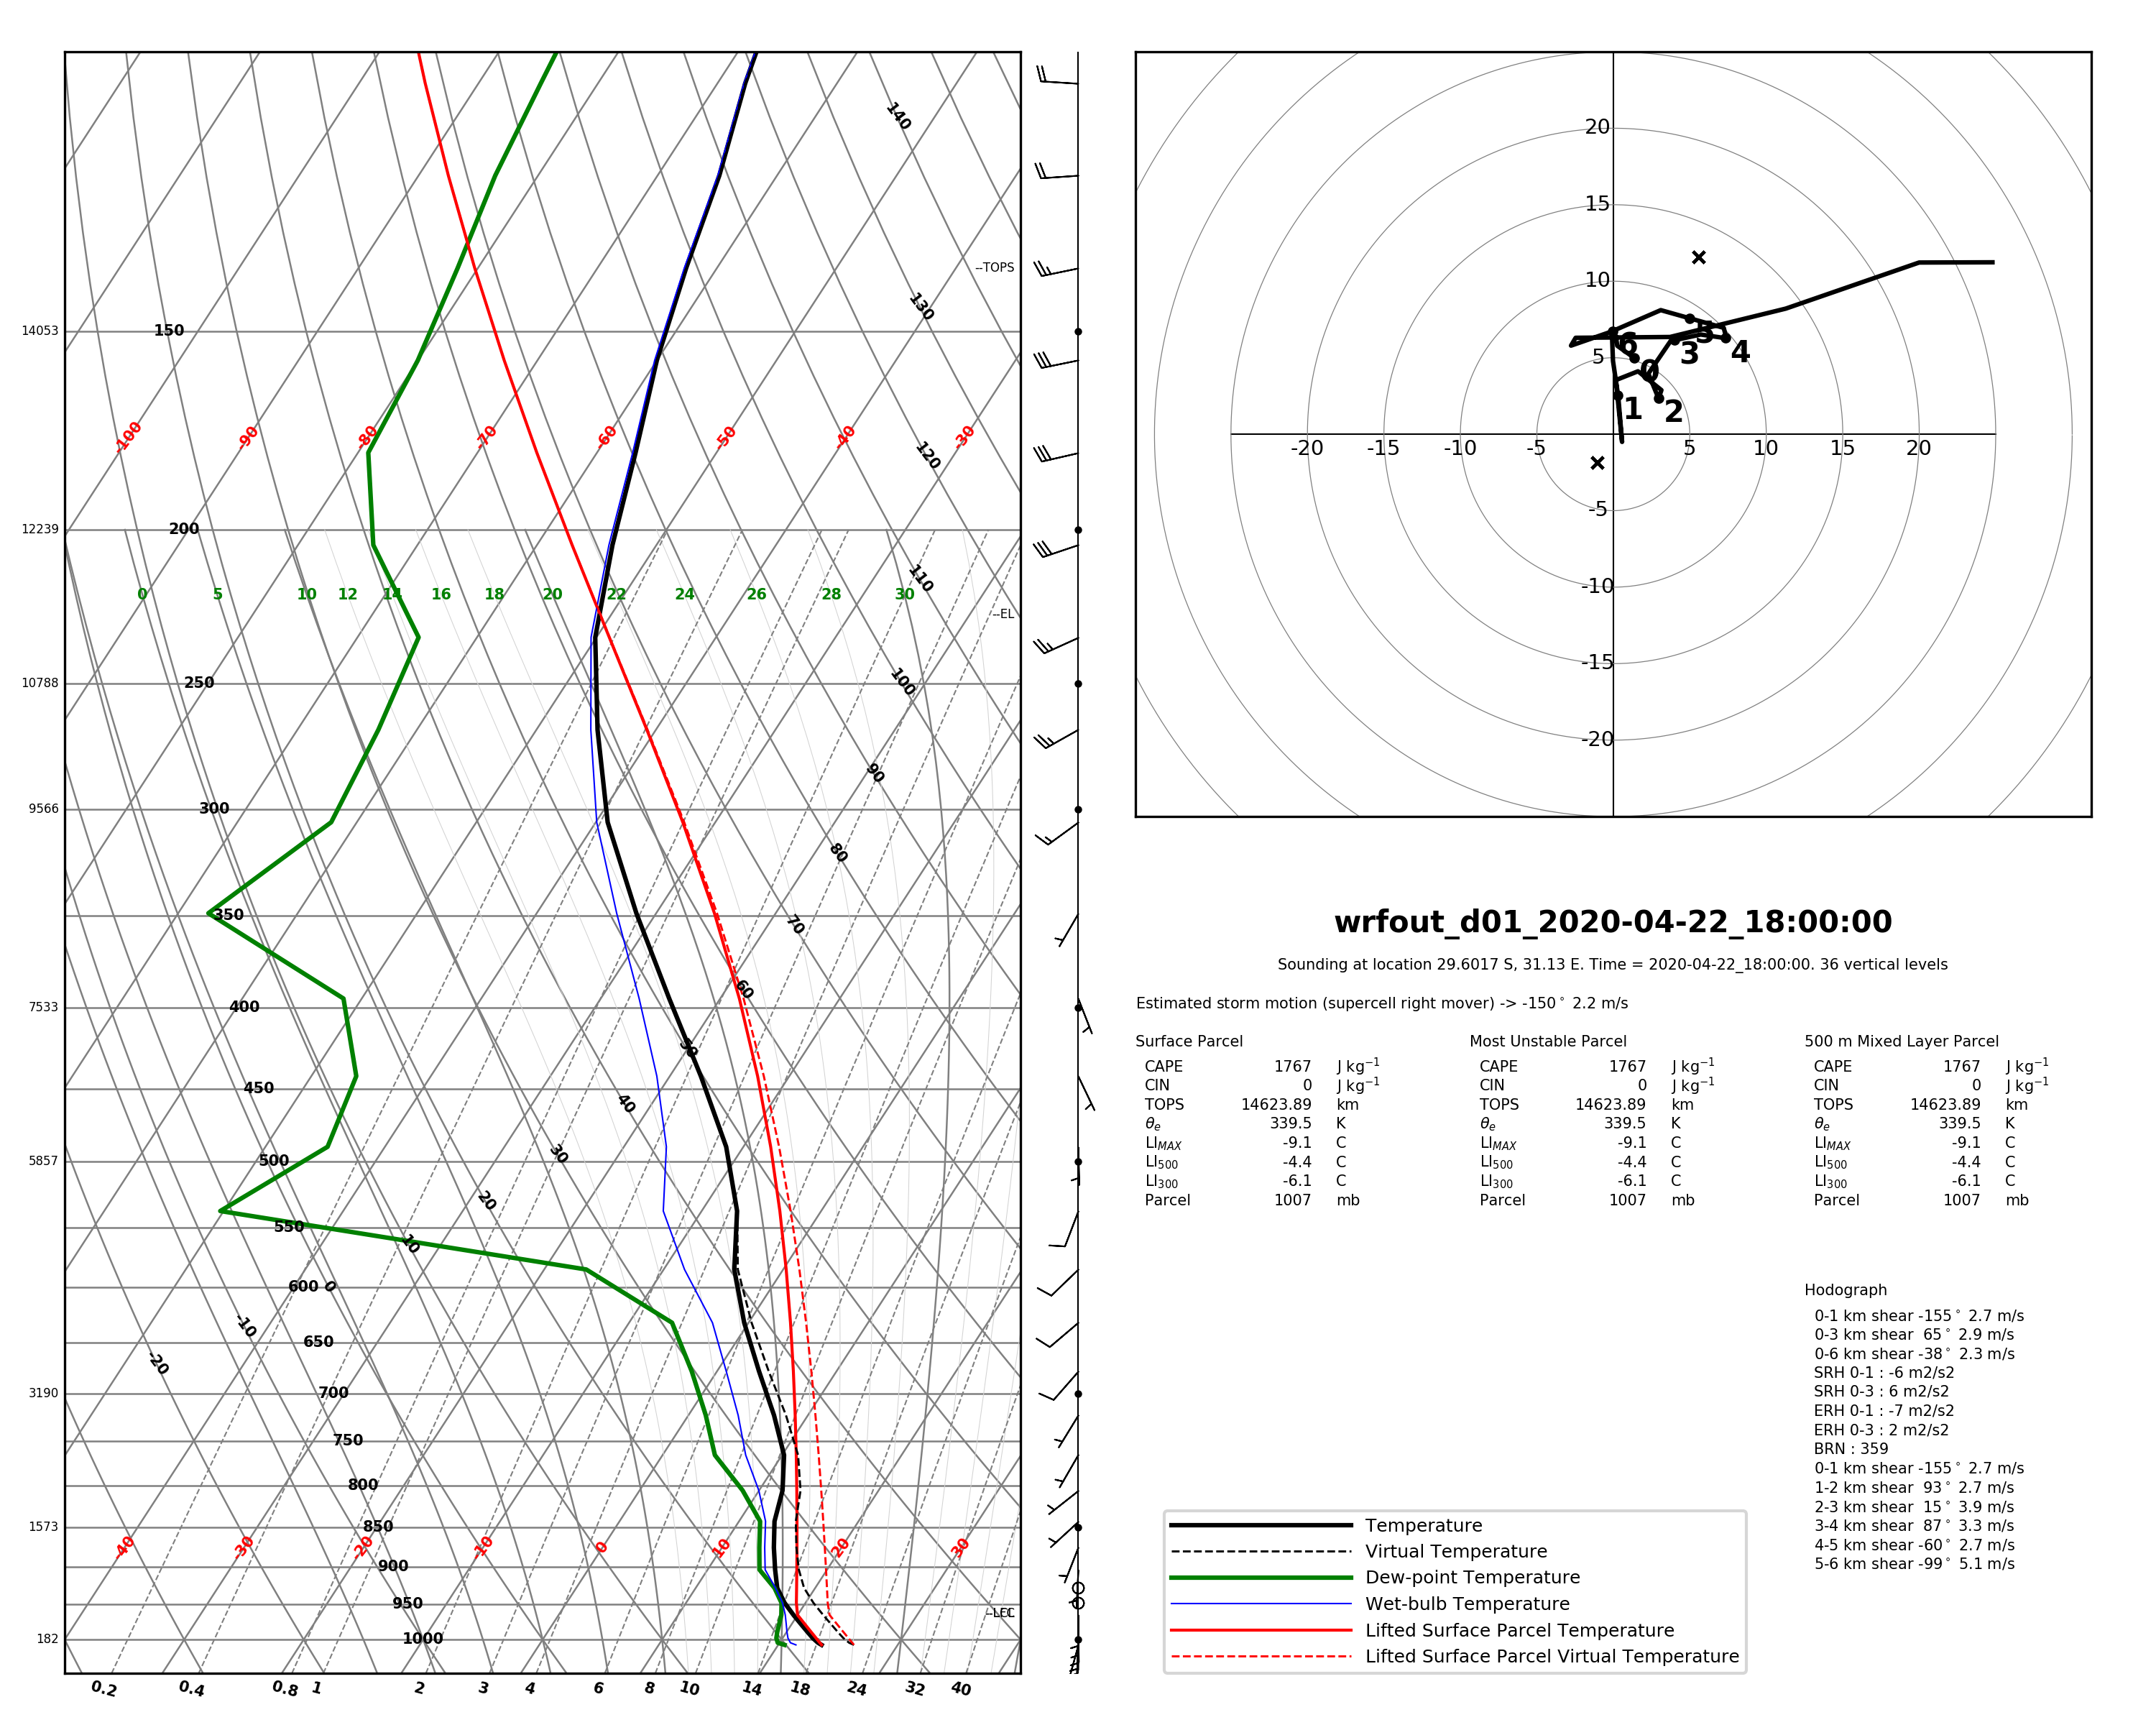 140
--TOPS
130
14053 150
-100 -90 -80 -70 -60 -50 -40 -30
120
12239 200
110
0 5 10 12 14 16 18 20 22 24 26 28 30
--EL
10788 250
100
90
9566 300
80
350
70
60
7533 400
50
450
40
5857 500
30
20
550
10
600 0
650
-10
-20
3190 700
750
800
1573 850
-40 -30 -20 -10 0 10 20 30
900
950
182 1000
0.2 0.4 0.8 1 2 3 4 6 8 10 14 18 24 32 40
20
15
10
5
-20 -15 -10 -5 5 10 15 20
-5
-10
-15
-20
0 1 2 3 4 5 6
wrfout_d01_2020-04-22_18:00:00
Sounding at location 29.6017 S, 31.13 E. Time = 2020-04-22_18:00:00. 36 vertical levels
Estimated storm motion (supercell right mover) -> -150° 2.2 m/s
Surface Parcel
CAPE 1767 J kg⁻¹
CIN 0 J kg⁻¹
TOPS 14623.89 km
θe 339.5 K
LI MAX -9.1 C
LI 500 -4.4 C
LI 300 -6.1 C
Parcel 1007 mb
Most Unstable Parcel
CAPE 1767 J kg⁻¹
CIN 0 J kg⁻¹
TOPS 14623.89 km
θe 339.5 K
LI MAX -9.1 C
LI 500 -4.4 C
LI 300 -6.1 C
Parcel 1007 mb
500 m Mixed Layer Parcel
CAPE 1767 J kg⁻¹
CIN 0 J kg⁻¹
TOPS 14623.89 km
θe 339.5 K
LI MAX -9.1 C
LI 500 -4.4 C
LI 300 -6.1 C
Parcel 1007 mb
Hodograph
0-1 km shear -155° 2.7 m/s
0-3 km shear 65° 2.9 m/s
0-6 km shear -38° 2.3 m/s
SRH 0-1 : -6 m2/s2
SRH 0-3 : 6 m2/s2
ERH 0-1 : -7 m2/s2
ERH 0-3 : 2 m2/s2
BRN : 359
0-1 km shear -155° 2.7 m/s
1-2 km shear 93° 2.7 m/s
2-3 km shear 15° 3.9 m/s
3-4 km shear 87° 3.3 m/s
4-5 km shear -60° 2.7 m/s
5-6 km shear -99° 5.1 m/s
Temperature
Virtual Temperature
Dew-point Temperature
Wet-bulb Temperature
Lifted Surface Parcel Temperature
Lifted Surface Parcel Virtual Temperature